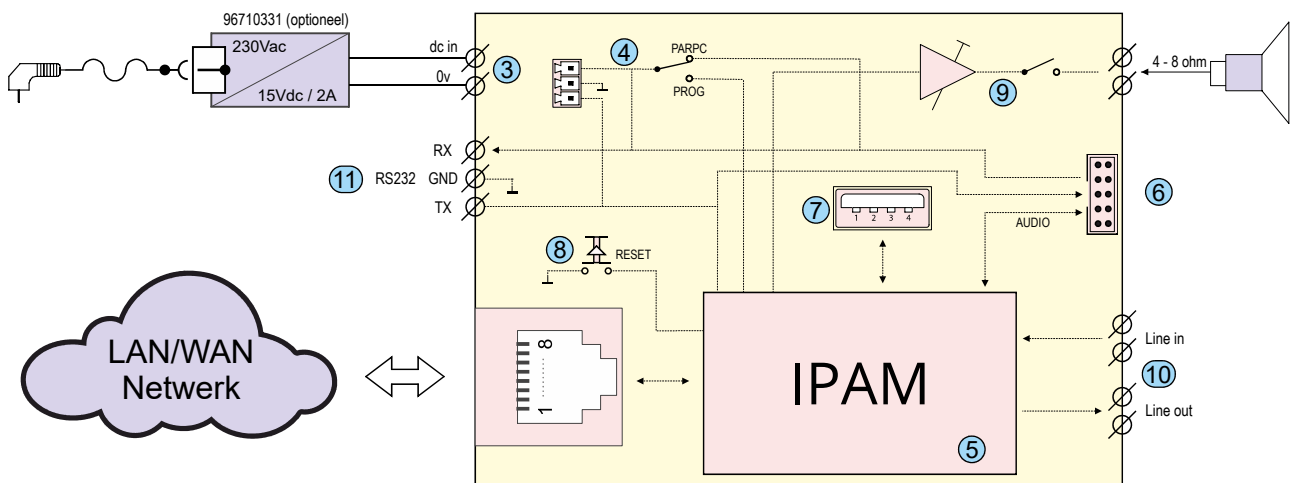 96710331 (optioneel)
230Vac
15Vdc / 2A
dc in
0v
3
4
PARPC
PROG
9
4 - 8 ohm
RX
11 RS232 GND
TX
7
1 2 3 4
6
AUDIO
8
RESET
LAN/WAN
Netwerk
1 8
IPAM
5
Line in
10
Line out